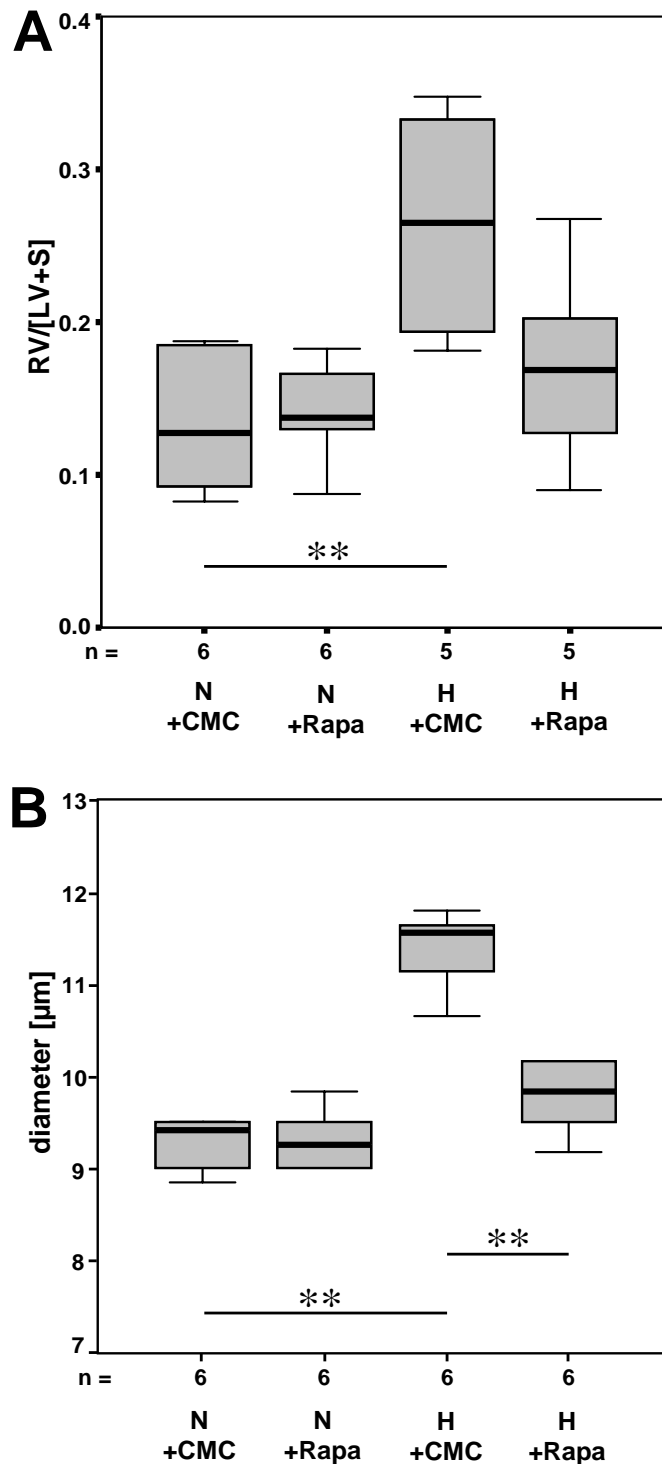 A
0.4
0.3
0.2
0.1
0.0
RV/[LV+S]
**
n = 6 6 5 5
N N H H
+CMC +Rapa +CMC +Rapa
B
13
12
11
10
9
8
7
diameter [µm]
**
**
n = 6 6 6 6
N N H H
+CMC +Rapa +CMC +Rapa